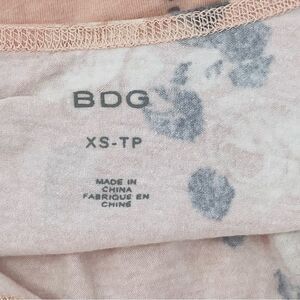 BDG
XS-TP
MADE IN
CHINA
FABRIQUE EN
CHINE